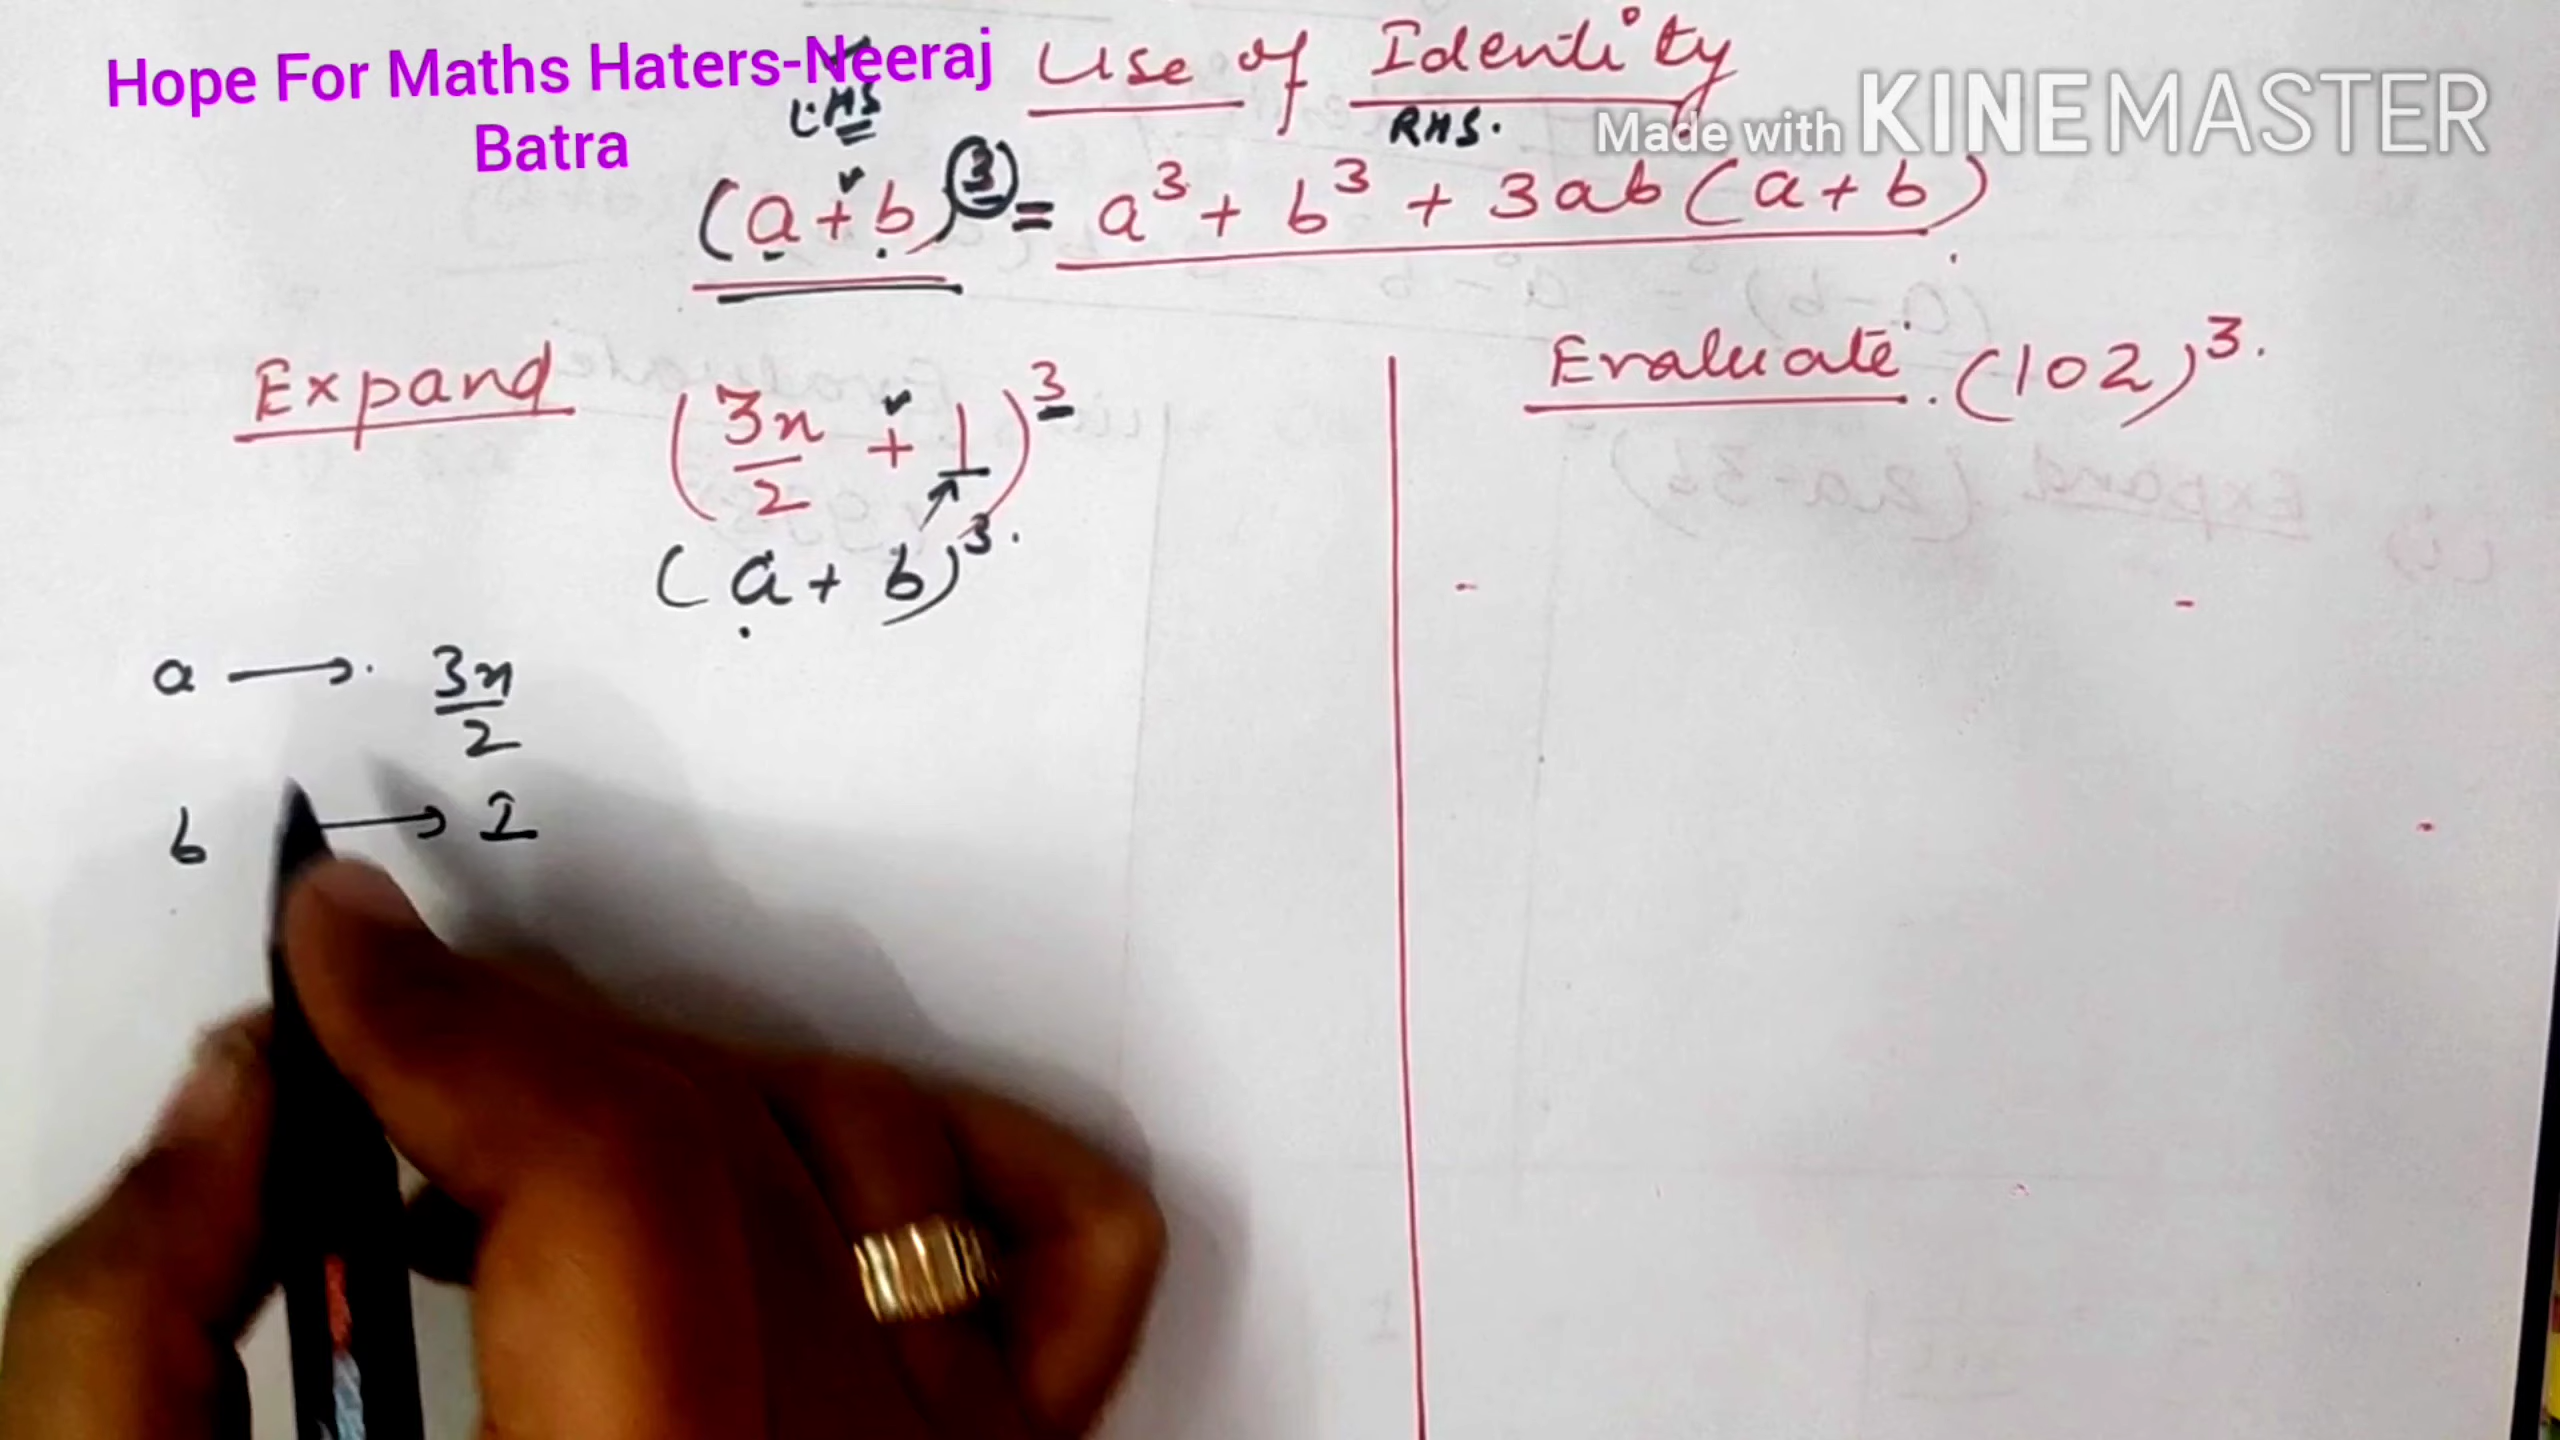 Hope For Maths Haters-Neeraj
Batra
Use of Identity
Made with KINEMASTER
LHS
RHS.
(a+b)³ = a³ + b³ + 3ab(a+b)
Expand (3x/2 + 1)³
Evaluate. (102)³.
(a+b)³.
a → 3x/2
b → 1